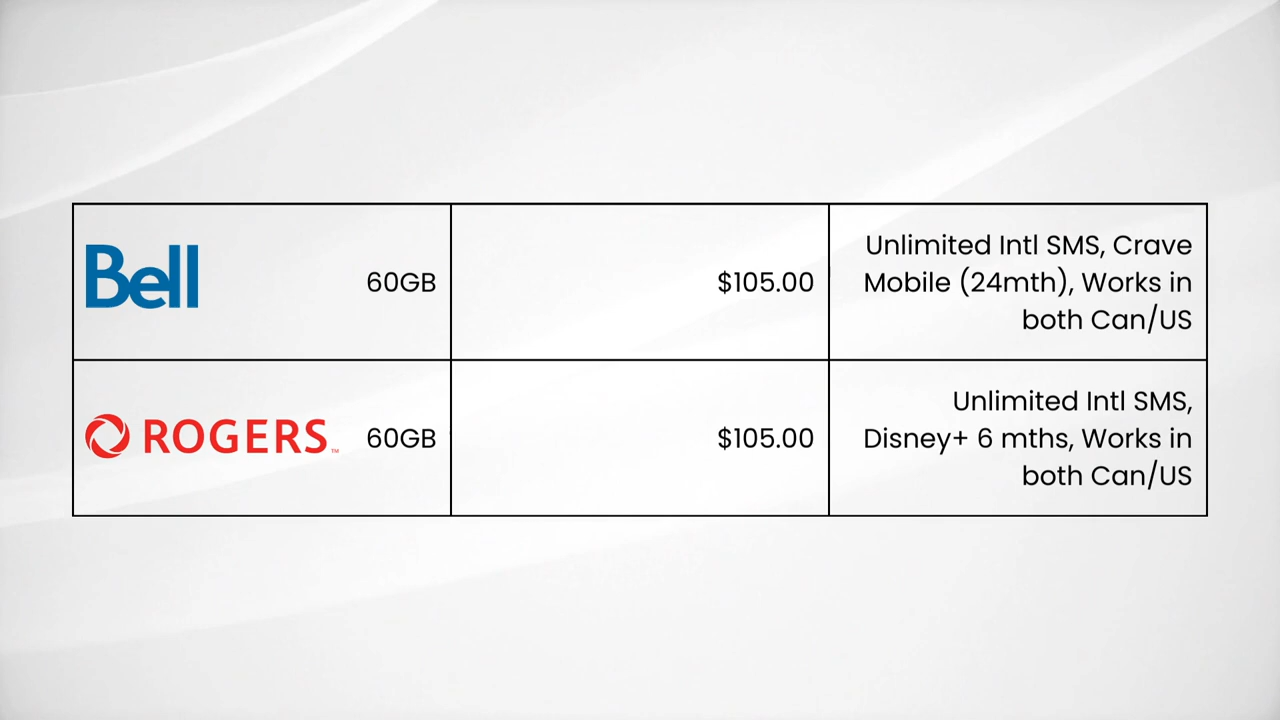 Bell 60GB $105.00 Unlimited Intl SMS, Crave
Mobile (24mth), Works in
both Can/US
ROGERS™ 60GB $105.00 Unlimited Intl SMS,
Disney+ 6 mths, Works in
both Can/US